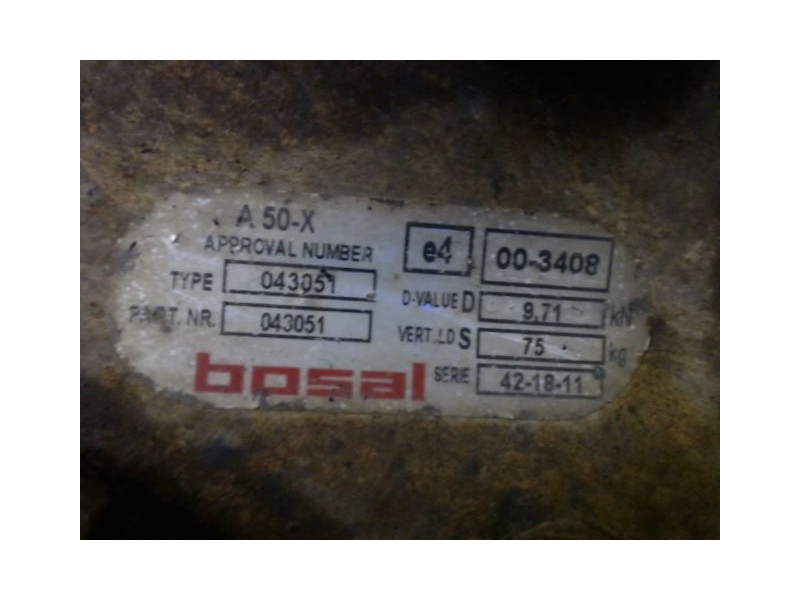 A 50-X
APPROVAL NUMBER e4 00-3408
TYPE 043051 D-VALUE D 9.71 kN
PART. NR. 043051 VERT. LD S 75 kg
bosal SERIE 42-18-11